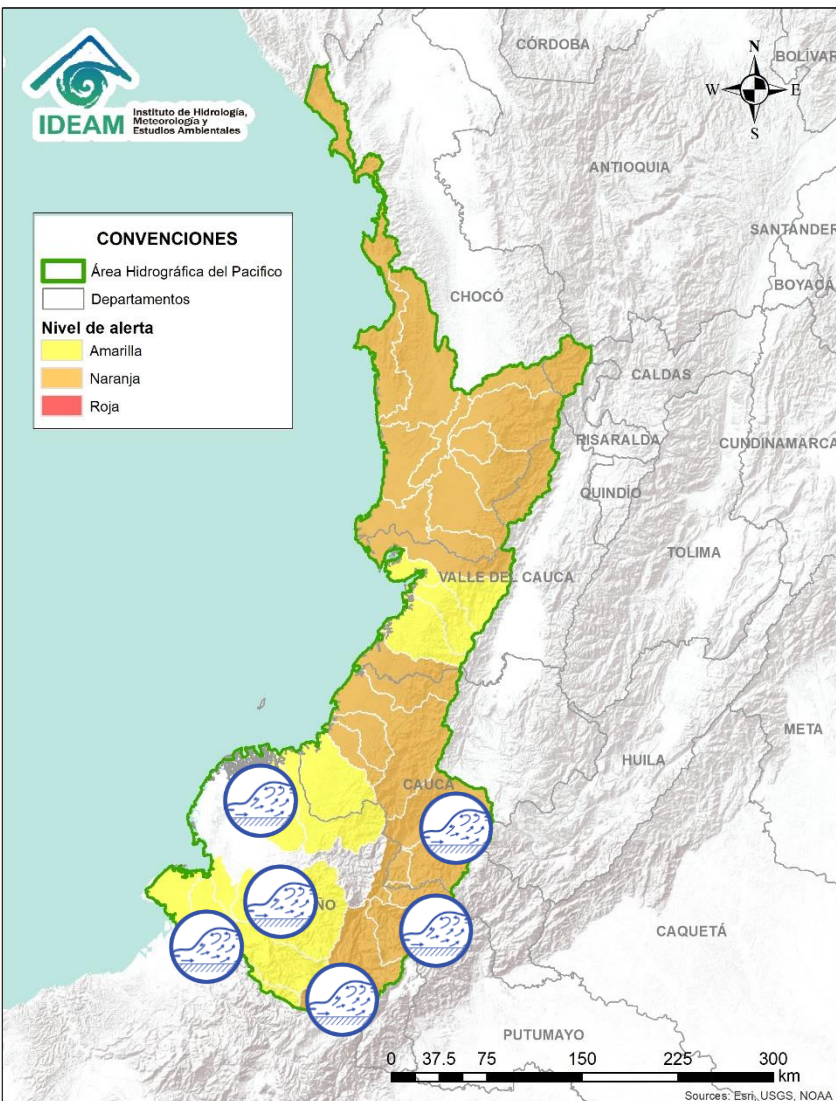 IDEAM
Instituto de Hidrología,
Meteorología y
Estudios Ambientales
CÓRDOBA
BOLÍVAR
N
W
E
S
ANTIOQUIA
SANTANDER
BOYACÁ
CHOCÓ
CONVENCIONES
Área Hidrográfica del Pacifico
Departamentos
Nivel de alerta
Amarilla
Naranja
Roja
CALDAS
RISARALDA
CUNDINAMARCA
QUINDÍO
TOLIMA
VALLE DEL CAUCA
META
HUILA
CAUCA
ÑO
CAQUETÁ
PUTUMAYO
0 37.5 75 150 225 300
km
Sources: Esri, USGS, NOAA